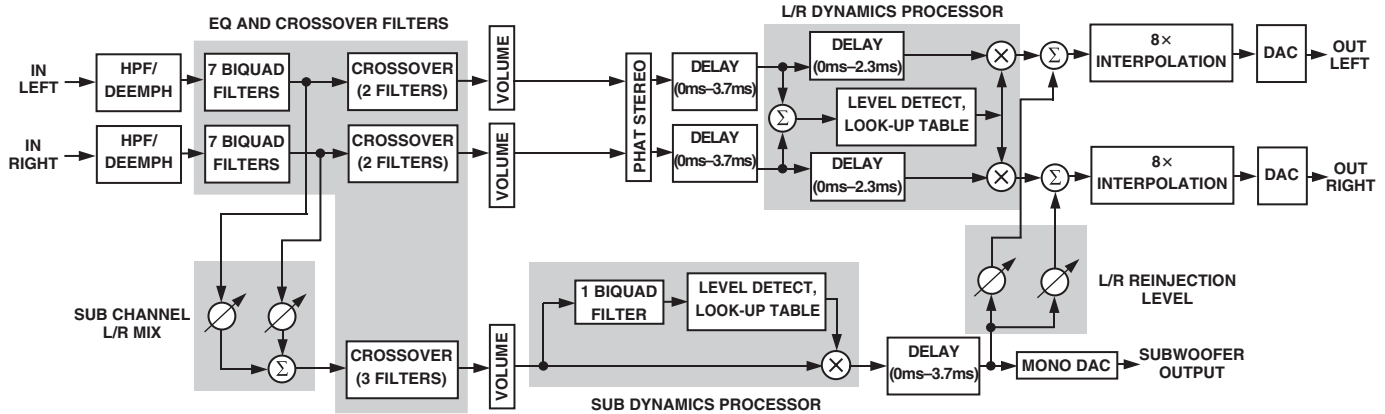 EQ AND CROSSOVER FILTERS
L/R DYNAMICS PROCESSOR
IN
LEFT
HPF/
DEEMPH
7 BIQUAD
FILTERS
CROSSOVER
(2 FILTERS)
VOLUME
PHAT STEREO
DELAY
(0ms–3.7ms)
DELAY
(0ms–2.3ms)
×
Σ
8×
INTERPOLATION
DAC
OUT
LEFT
Σ
LEVEL DETECT,
LOOK-UP TABLE
IN
RIGHT
HPF/
DEEMPH
7 BIQUAD
FILTERS
CROSSOVER
(2 FILTERS)
VOLUME
DELAY
(0ms–3.7ms)
DELAY
(0ms–2.3ms)
×
Σ
8×
INTERPOLATION
DAC
OUT
RIGHT
SUB CHANNEL
L/R MIX
Σ
CROSSOVER
(3 FILTERS)
VOLUME
1 BIQUAD
FILTER
LEVEL DETECT,
LOOK-UP TABLE
×
SUB DYNAMICS PROCESSOR
DELAY
(0ms–3.7ms)
L/R REINJECTION
LEVEL
MONO DAC
SUBWOOFER
OUTPUT